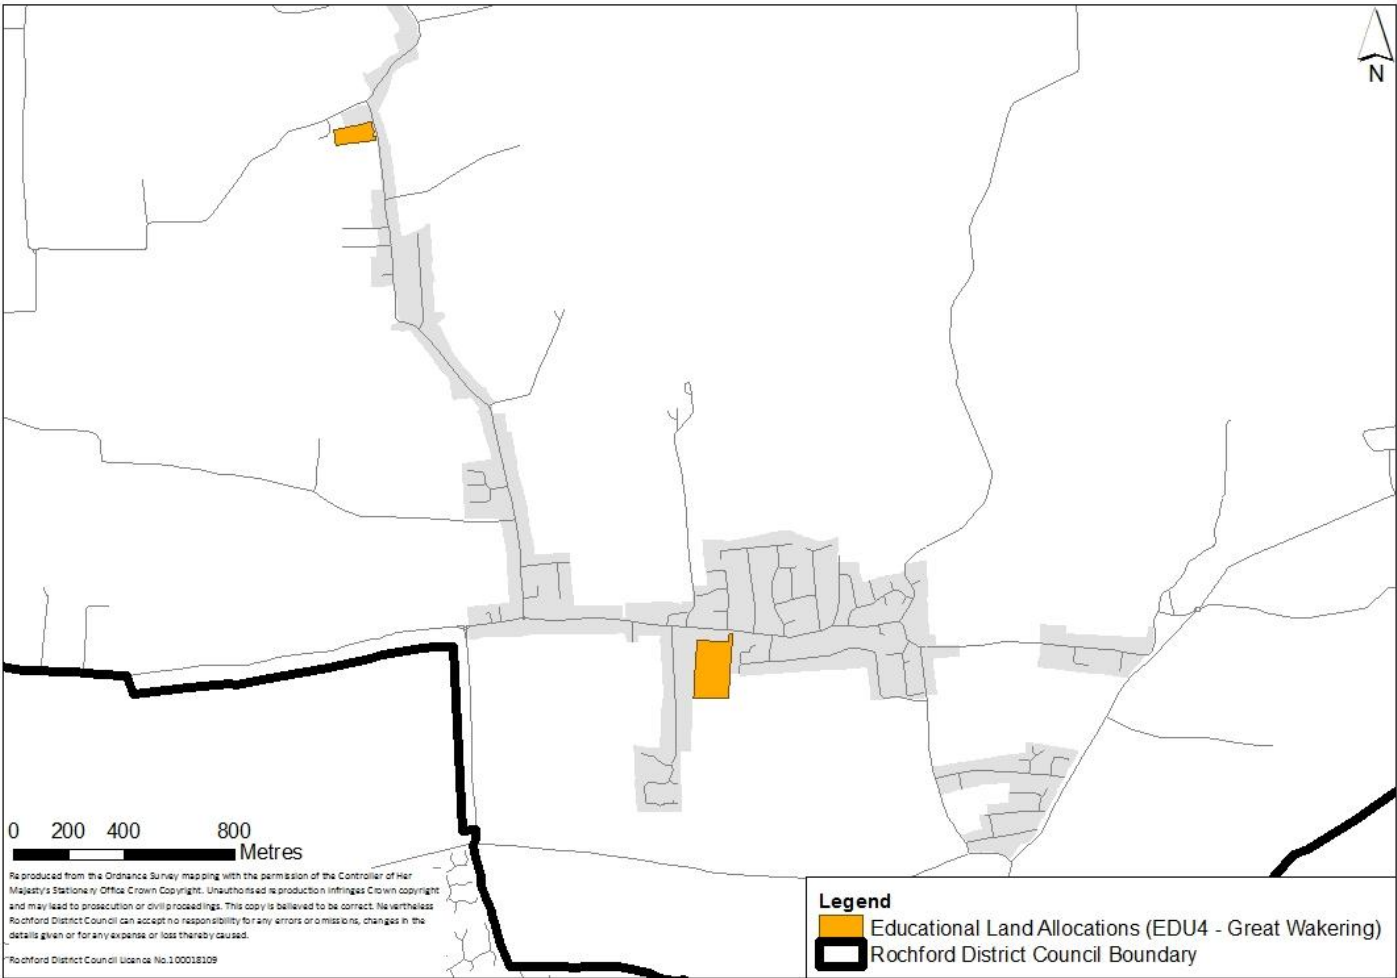 N
0 200 400 800
Metres
Reproduced from the Ordnance Survey mapping with the permission of the Controller of Her
Majesty's Stationery Office Crown Copyright. Unauthorised reproduction infringes Crown copyright
and may lead to prosecution or civil proceedings. This copy is believed to be correct. Nevertheless
Rochford District Council can accept no responsibility for any errors or omissions, changes in the
details given or for any expense or loss thereby caused.
Rochford District Council Licence No.100018109
Legend
Educational Land Allocations (EDU4 - Great Wakering)
Rochford District Council Boundary